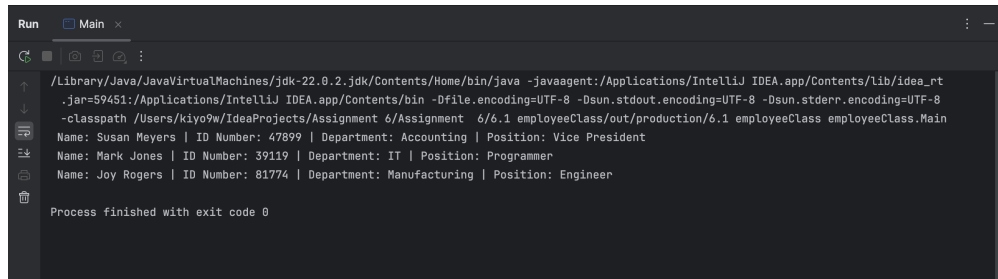 Run Main
/Library/Java/JavaVirtualMachines/jdk-22.0.2.jdk/Contents/Home/bin/java -javaagent:/Applications/IntelliJ IDEA.app/Contents/lib/idea_rt
.jar=59451:/Applications/IntelliJ IDEA.app/Contents/bin -Dfile.encoding=UTF-8 -Dsun.stdout.encoding=UTF-8 -Dsun.stderr.encoding=UTF-8
-classpath /Users/kiyo9w/IdeaProjects/Assignment 6/Assignment  6/6.1 employeeClass/out/production/6.1 employeeClass employeeClass.Main
Name: Susan Meyers | ID Number: 47899 | Department: Accounting | Position: Vice President
Name: Mark Jones | ID Number: 39119 | Department: IT | Position: Programmer
Name: Joy Rogers | ID Number: 81774 | Department: Manufacturing | Position: Engineer
Process finished with exit code 0